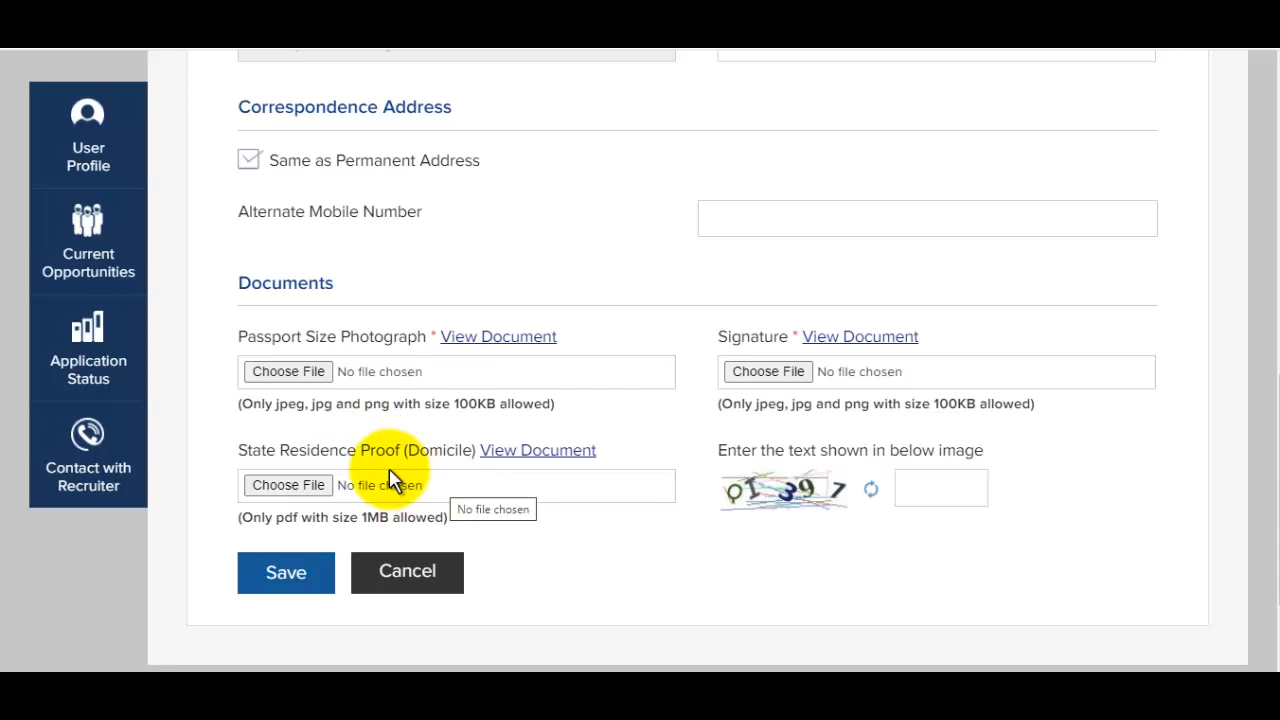 User
Profile
Current
Opportunities
Application
Status
Contact with
Recruiter
Correspondence Address
Same as Permanent Address
Alternate Mobile Number
Documents
Passport Size Photograph * View Document
Choose File No file chosen
(Only jpeg, jpg and png with size 100KB allowed)
Signature * View Document
Choose File No file chosen
(Only jpeg, jpg and png with size 100KB allowed)
State Residence Proof (Domicile) View Document
Choose File No file chosen
No file chosen
(Only pdf with size 1MB allowed)
Enter the text shown in below image
Save
Cancel